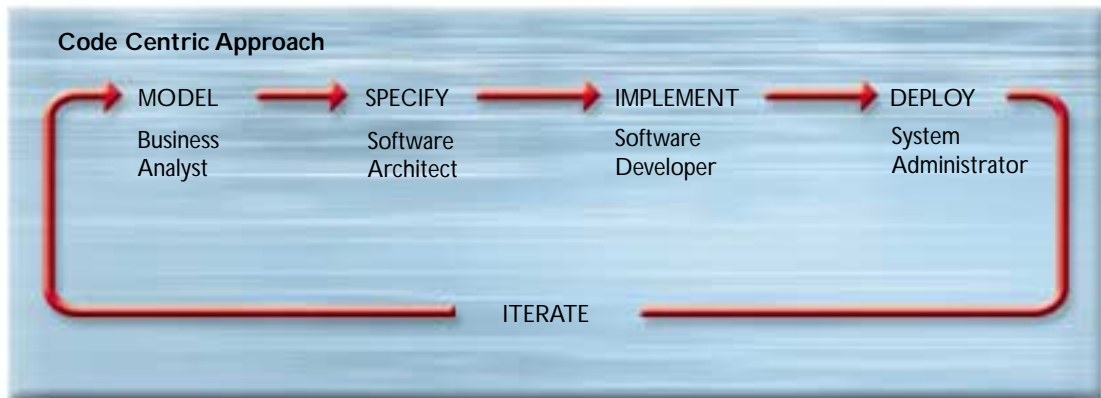 Code Centric Approach
MODEL
Business
Analyst
SPECIFY
Software
Architect
IMPLEMENT
Software
Developer
DEPLOY
System
Administrator
ITERATE